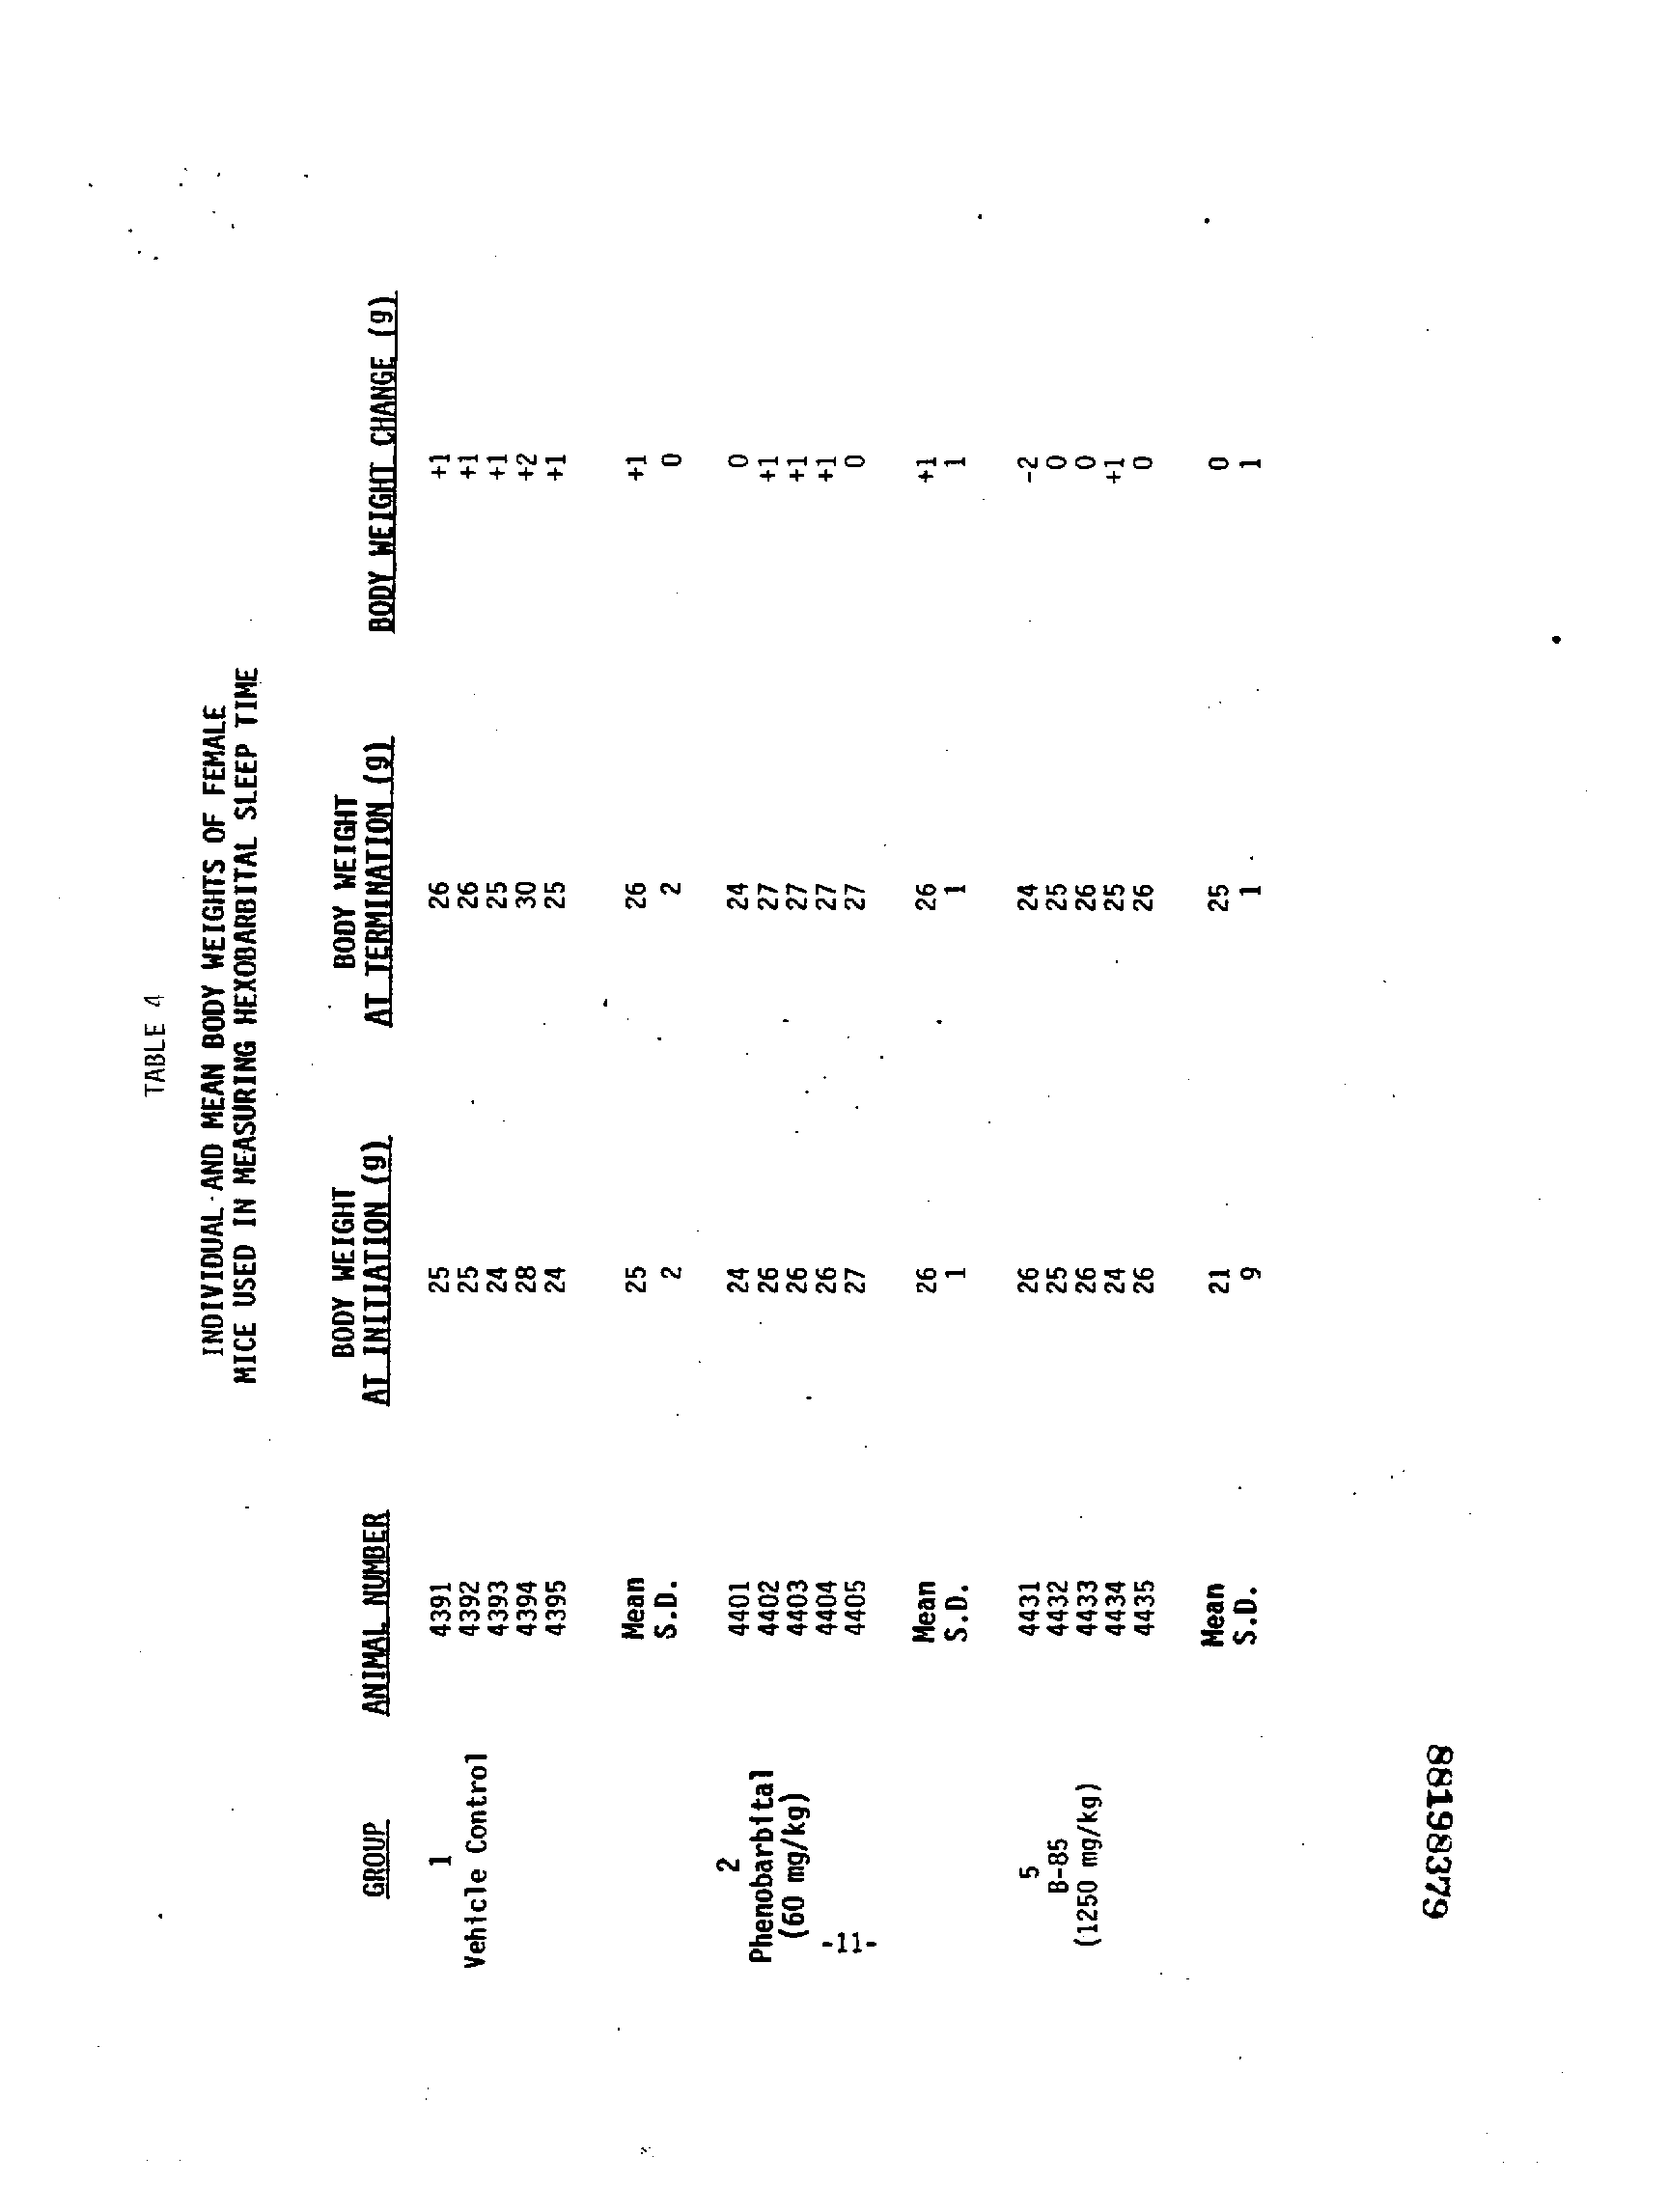 TABLE 4
INDIVIDUAL AND MEAN BODY WEIGHTS OF FEMALE
MICE USED IN MEASURING HEXOBARBITAL SLEEP TIME
BODY WEIGHT BODY WEIGHT
GROUP ANIMAL NUMBER AT INITIATION (g) AT TERMINATION (g) BODY WEIGHT CHANGE (g)
1 4391 25 26 +1
Vehicle Control 4392 25 26 +1
4393 24 25 +1
4394 28 30 +2
4395 24 25 +1
Mean 25 26 +1
S.D. 2 2 0
2 4401 24 24 0
Phenobarbital 4402 26 27 +1
(60 mg/kg) 4403 26 27 +1
4404 26 27 +1
4405 27 27 0
-11-
Mean 26 26 +1
S.D. 1 1 1
5 4431 26 24 -2
B-85 4432 25 25 0
(1250 mg/kg) 4433 26 26 0
4434 24 25 +1
4435 26 26 0
Mean 21 25 0
S.D. 9 1 1
88198379